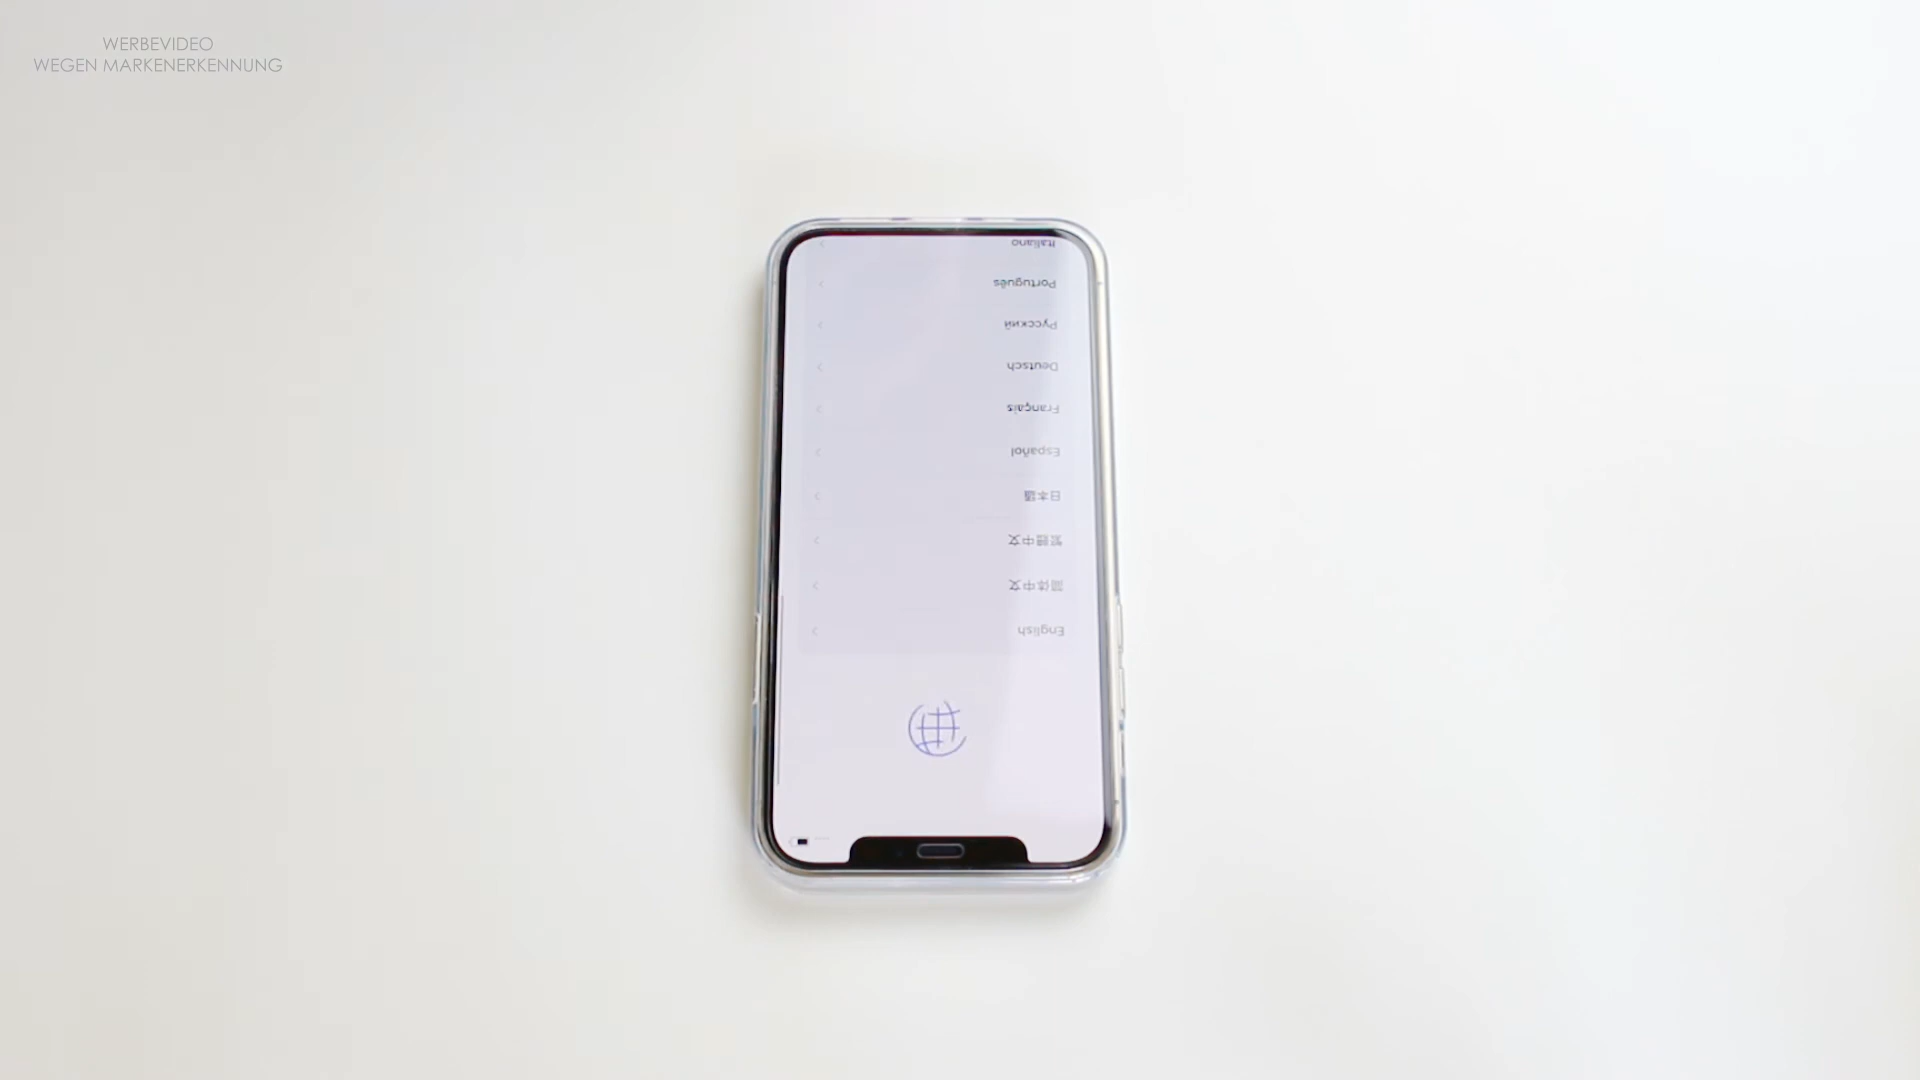 WERBEVIDEO
WEGEN MARKENERKENNUNG
English
简体中文
繁體中文
日本語
Español
Français
Deutsch
Русский
Português
Italiano